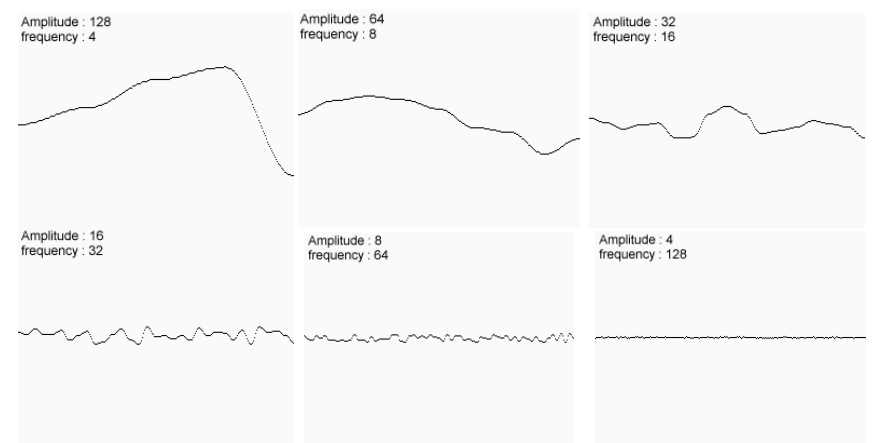 Amplitude : 128
frequency : 4
Amplitude : 64
frequency : 8
Amplitude : 32
frequency : 16
Amplitude : 16
frequency : 32
Amplitude : 8
frequency : 64
Amplitude : 4
frequency : 128